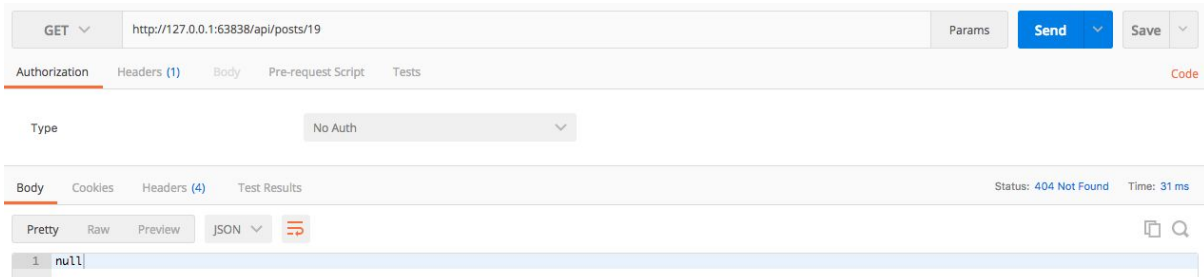 GET http://127.0.0.1:63838/api/posts/19 Params Send Save
Authorization Headers (1) Body Pre-request Script Tests Code
Type No Auth
Body Cookies Headers (4) Test Results Status: 404 Not Found Time: 31 ms
Pretty Raw Preview JSON
1 null